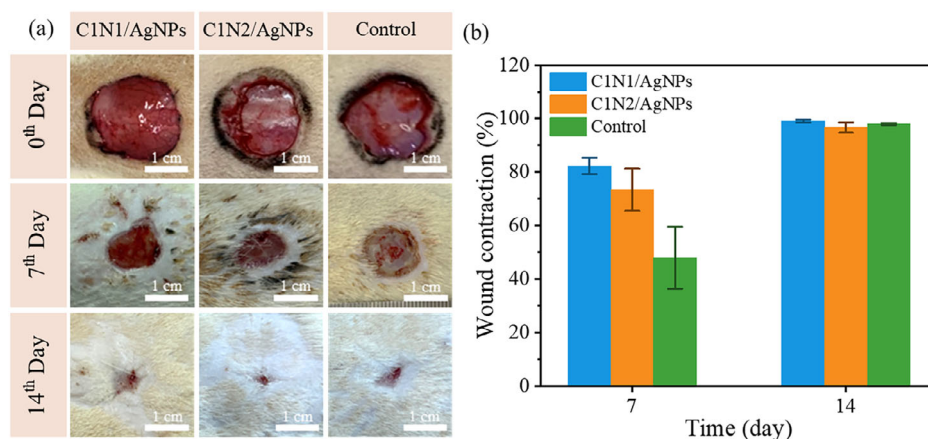 (a)
C1N1/AgNPs C1N2/AgNPs Control
0th Day
1 cm 1 cm 1 cm
7th Day
1 cm 1 cm 1 cm
14th Day
1 cm 1 cm 1 cm
(b)
120
100
80
60
40
20
0
Wound contraction (%)
C1N1/AgNPs
C1N2/AgNPs
Control
7 14
Time (day)